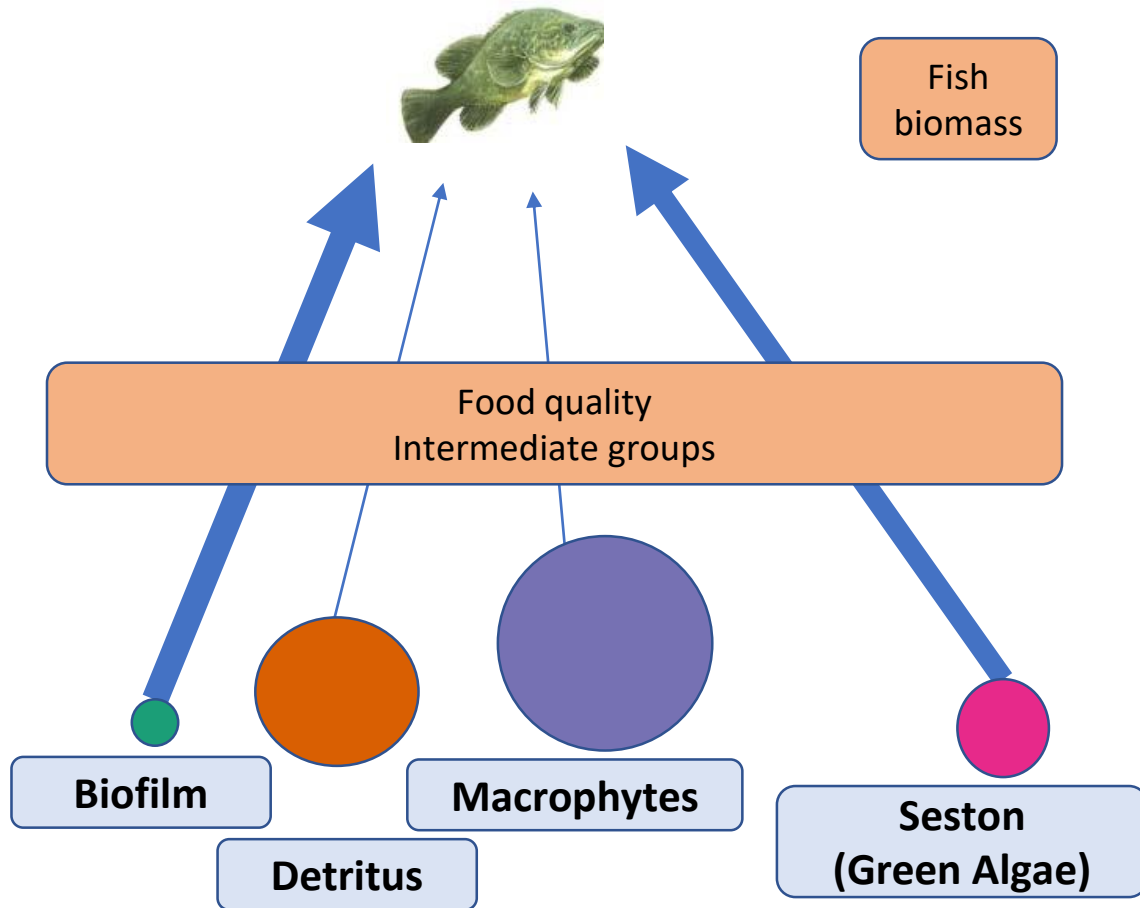 Fish
biomass
Food quality
Intermediate groups
Biofilm
Detritus
Macrophytes
Seston
(Green Algae)